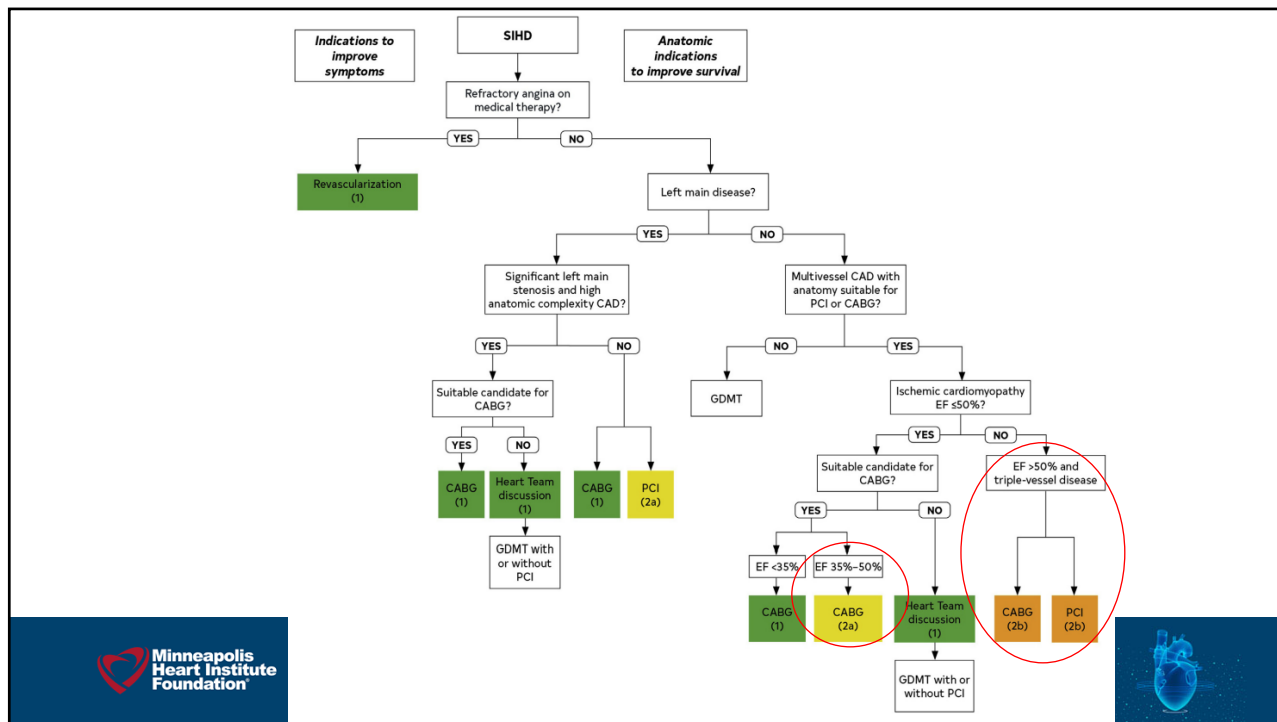 Indications to
improve
symptoms
SIHD
Anatomic
indications
to improve survival
Refractory angina on
medical therapy?
YES
NO
Revascularization
(1)
Left main disease?
YES
NO
Significant left main
stenosis and high
anatomic complexity CAD?
Multivessel CAD with
anatomy suitable for
PCI or CABG?
YES
NO
NO
YES
Suitable candidate for
CABG?
GDMT
Ischemic cardiomyopathy
EF ≤50%?
YES
NO
YES
NO
CABG
(1)
Heart Team
discussion
(1)
CABG
(1)
PCI
(2a)
Suitable candidate for
CABG?
EF >50% and
triple-vessel disease
YES
NO
GDMT with
or without
PCI
EF <35%
EF 35%–50%
CABG
(1)
CABG
(2a)
Heart Team
discussion
(1)
CABG
(2b)
PCI
(2b)
GDMT with or
without PCI
Minneapolis
Heart Institute
Foundation®